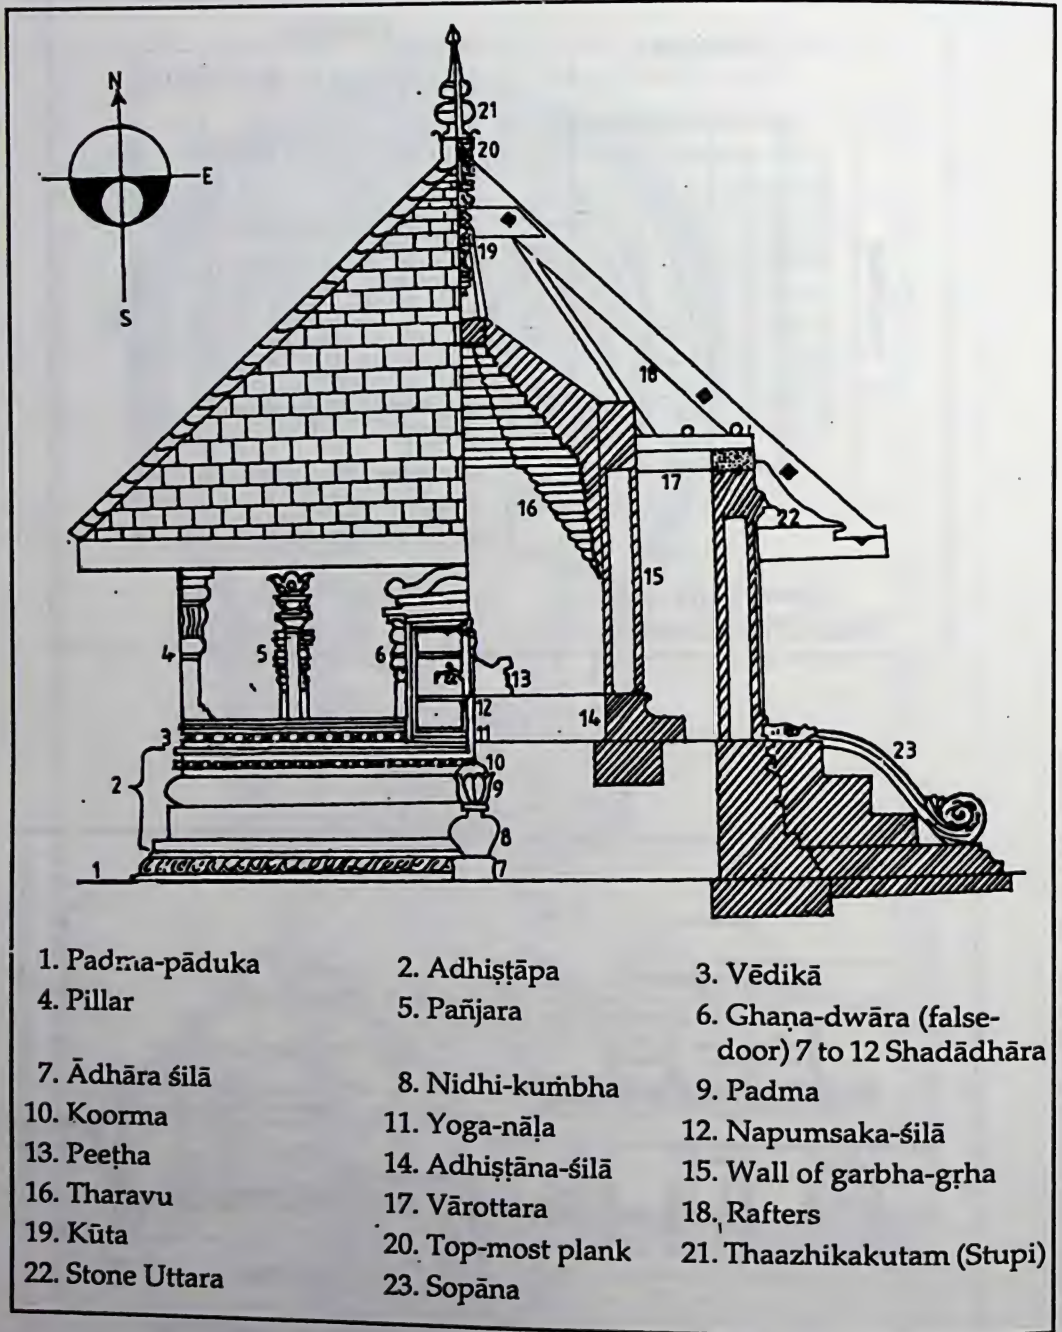 N
E
S
21
20
19
18
17
16
22
15
4
5
6
13
12
14
11
3
23
10
2
9
8
1
7
1. Padma-pāduka
2. Adhiṣṭāpa
3. Vēdikā
4. Pillar
5. Pañjara
6. Ghaṇa-dwāra (false-
door) 7 to 12 Shadādhāra
7. Ādhāra śilā
8. Nidhi-kuṁbha
9. Padma
10. Koorma
11. Yoga-nāḷa
12. Napumsaka-śilā
13. Peeṭha
14. Adhiṣṭāna-śilā
15. Wall of garbha-gṛha
16. Tharavu
17. Vārottara
18. Rafters
19. Kūta
20. Top-most plank
21. Thaazhikakutam (Stupi)
22. Stone Uttara
23. Sopāna